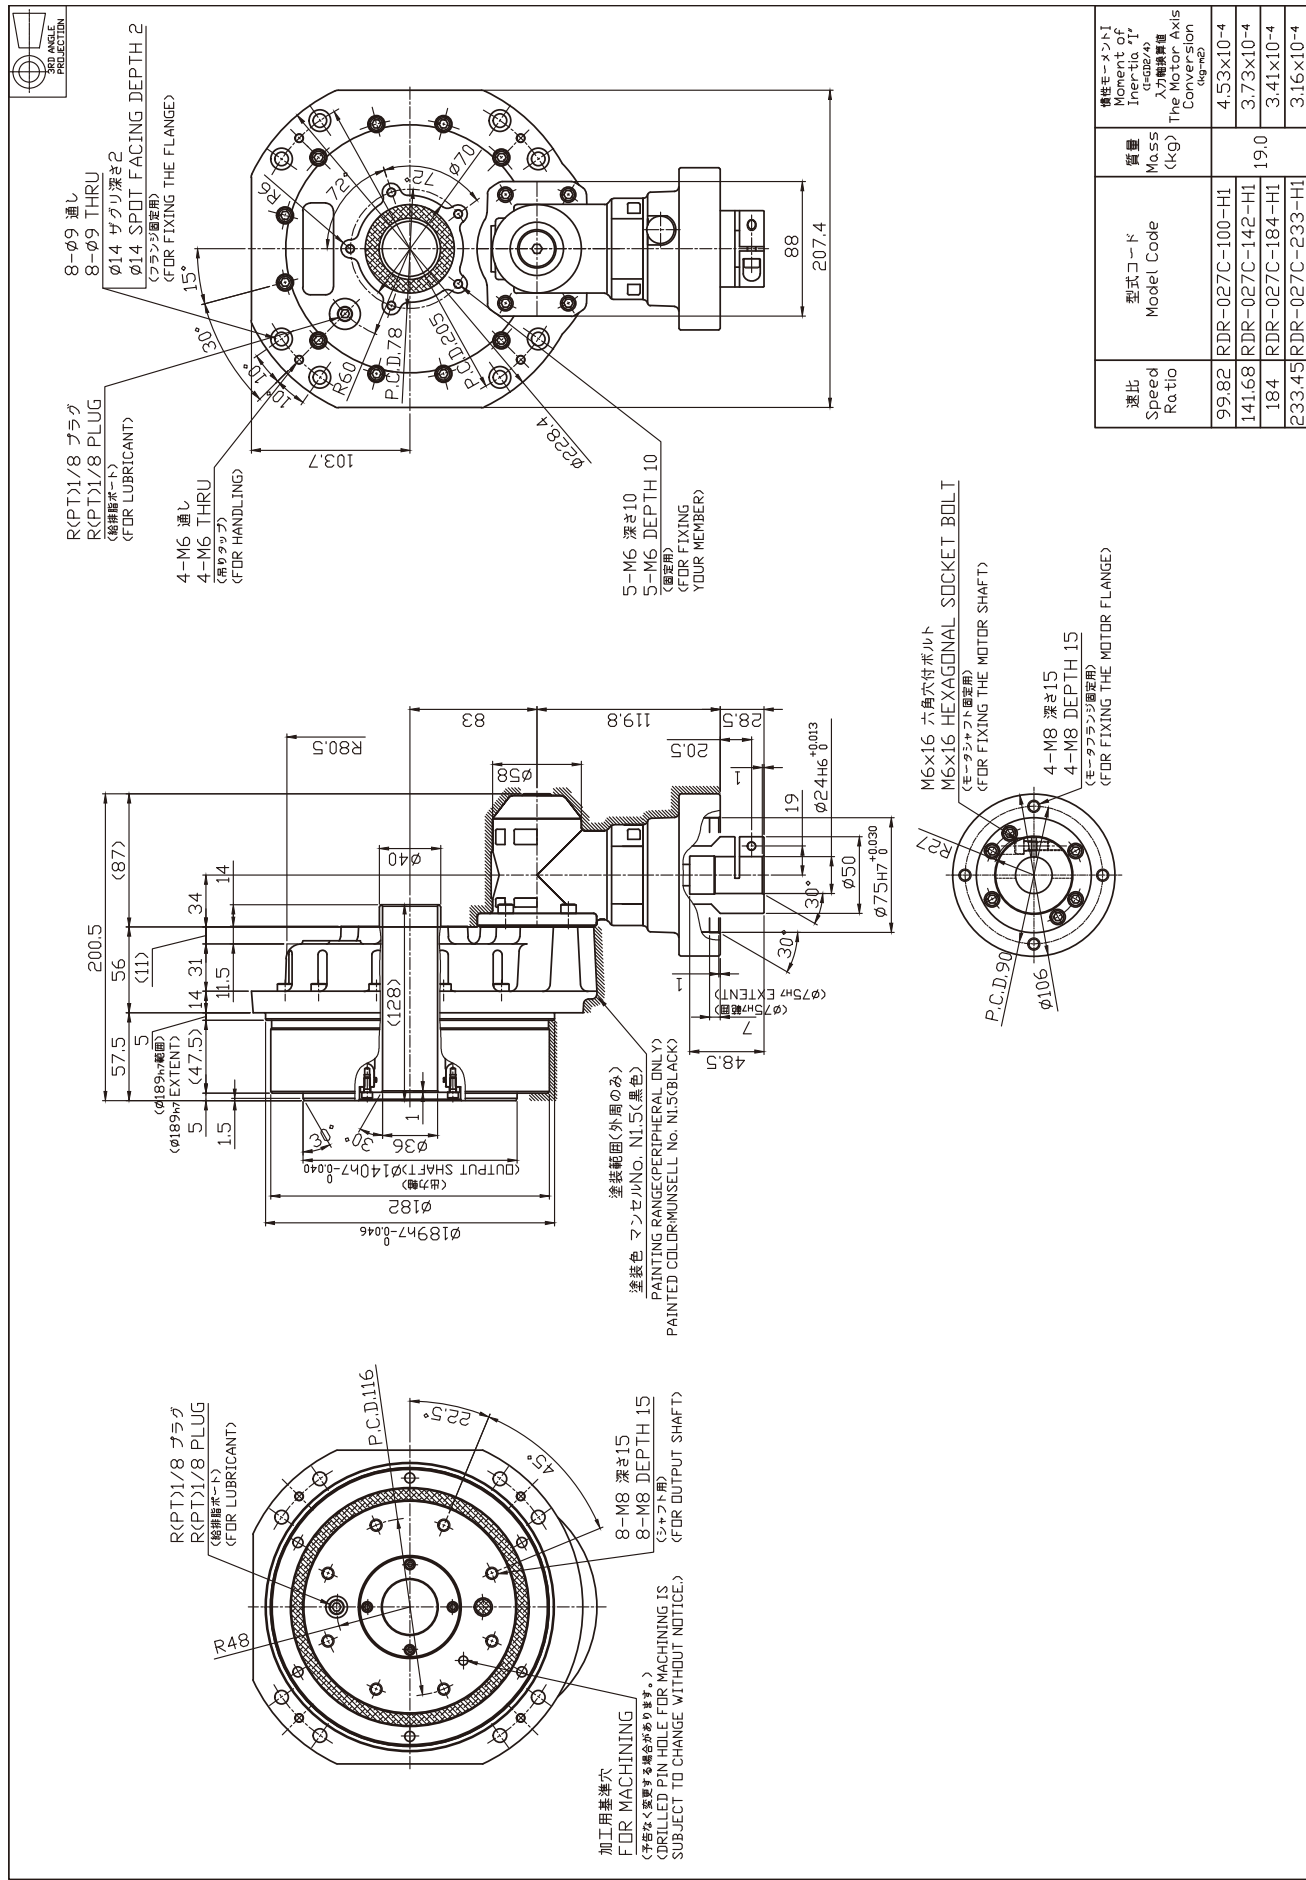 3RD ANGLE
PROJECTION
R(PT)1/8 プラグ
R(PT)1/8 PLUG
(給排脂ポート)
(FOR LUBRICANT)
R48
P.C.D.116
22.5°
45°
8-M8 深さ15
8-M8 DEPTH 15
(シャフト用)
(FOR OUTPUT SHAFT)
加工用基準穴
FOR MACHINING
(予告なく変更する場合があります。)
(DRILLED PIN HOLE FOR MACHINING IS
SUBJECT TO CHANGE WITHOUT NOTICE.)
200.5
57.5
56
(87)
5
(Ø189h7範囲)
(Ø189h7 EXTENT)
(11)
5
(47.5)
14
31
34
1.5
11.5
14
R80.5
Ø40
(128)
1
30°
30°
Ø36
(出力軸)
(OUTPUT SHAFT)Ø140h7 0 -0.040
Ø182
Ø189h7 0 -0.046
83
119.8
28.5
20.5
1
Ø58
19
Ø24H6 +0.013 0
Ø50
Ø75H7 +0.030 0
30°
30°
1
(Ø75H7範囲)
(Ø75H7 EXTENT)
7
48.5
塗装範囲(外周のみ)
塗装色 マンセルNo. N1.5(黒色)
PAINTING RANGE(PERIPHERAL ONLY)
PAINTED COLOR:MUNSELL No. N1.5(BLACK)
8-Ø9 通し
8-Ø9 THRU
Ø14 ザグリ深さ2
Ø14 SPOT FACING DEPTH 2
(フランジ固定用)
(FOR FIXING THE FLANGE)
R(PT)1/8 プラグ
R(PT)1/8 PLUG
(給排脂ポート)
(FOR LUBRICANT)
4-M6 通し
4-M6 THRU
(吊りタップ)
(FOR HANDLING)
15°
30°
10°
10°
R6
72°
72°
Ø70
R60
P.C.D.78
P.C.D.205
Ø228.4
103.7
88
207.4
5-M6 深さ10
5-M6 DEPTH 10
(固定用)
(FOR FIXING
YOUR MEMBER)
M6x16 六角穴付ボルト
M6x16 HEXAGONAL SOCKET BOLT
(モータシャフト固定用)
(FOR FIXING THE MOTOR SHAFT)
R27
P.C.D.90
Ø106
4-M8 深さ15
4-M8 DEPTH 15
(モータフランジ固定用)
(FOR FIXING THE MOTOR FLANGE)
速比
Speed
Ratio
型式コード
Model Code
質量
Mass
(kg)
慣性モーメントI
Moment of
Inertia "I"
(I=GD2/4)
入力軸換算値
The Motor Axis
Conversion
(kg-m2)
99.82 RDR-027C-100-H1 4.53x10-4
141.68 RDR-027C-142-H1 3.73x10-4
19.0
184 RDR-027C-184-H1 3.41x10-4
233.45 RDR-027C-233-H1 3.16x10-4